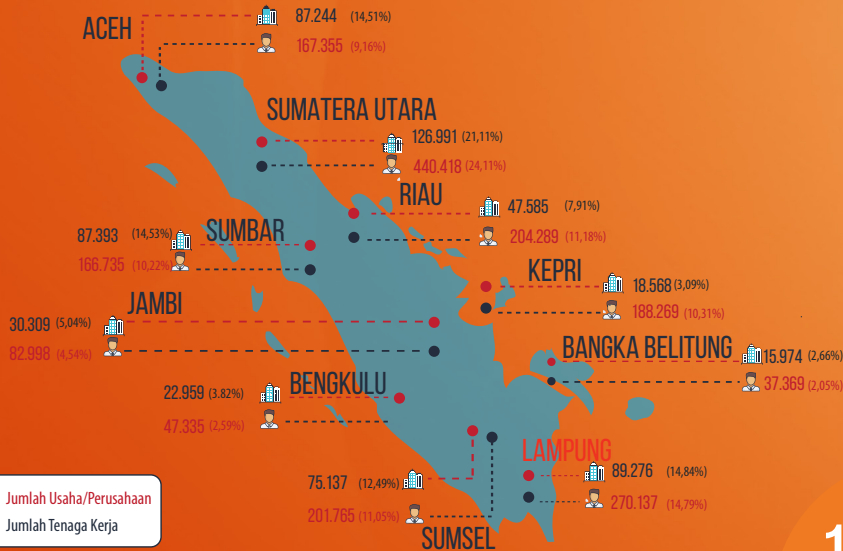 ACEH
87.244 (14,51%)
167.355 (9,16%)
SUMATERA UTARA
126.991 (21,11%)
440.418 (24,11%)
RIAU
47.585 (7,91%)
204.289 (11,18%)
SUMBAR
87.393 (14,53%)
166.735 (10,22%)
KEPRI
18.568 (3,09%)
188.269 (10,31%)
JAMBI
30.309 (5,04%)
82.998 (4,54%)
BANGKA BELITUNG
15.974 (2,66%)
37.369 (2,05%)
BENGKULU
22.959 (3.82%)
47.335 (2,59%)
LAMPUNG
89.276 (14,84%)
270.137 (14,79%)
75.137 (12,49%)
201.765 (11,05%)
SUMSEL
Jumlah Usaha/Perusahaan
Jumlah Tenaga Kerja
1